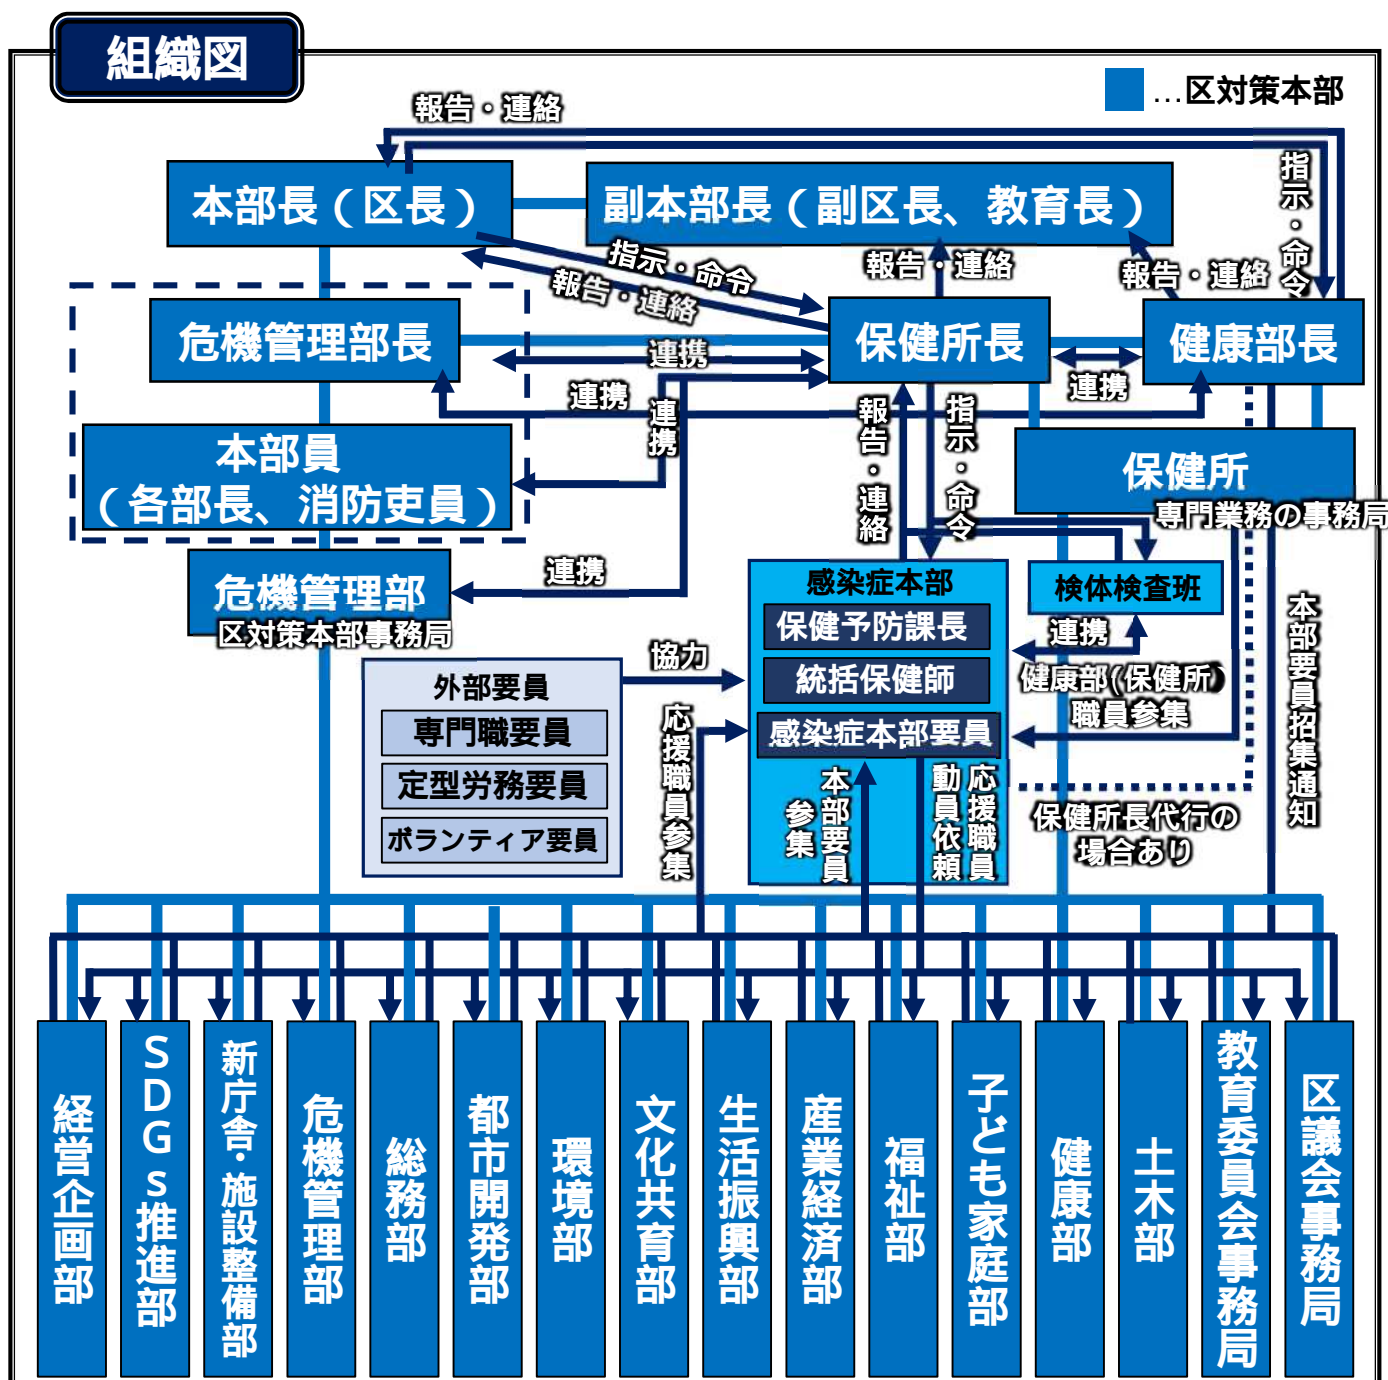 組織図
…区対策本部
報告・連絡
指示・命令
本部長（区長）
副本部長（副区長、教育長）
指示・命令
報告・連絡
報告・連絡
報告・連絡
危機管理部長
保健所長
健康部長
連携
連携
連携
連携
報告・連絡
指示・命令
本部員
（各部長、消防吏員）
保健所
専門業務の事務局
危機管理部
区対策本部事務局
連携
感染症本部
保健予防課長
統括保健師
感染症本部要員
検体検査班
連携
健康部（保健所）
職員参集
本部要員招集通知
協力
外部要員
専門職要員
定型労務要員
ボランティア要員
応援職員参集
本部要員
参集
応援職員
動員依頼
保健所長代行の
場合あり
経営企画部
SDGs推進部
新庁舎・施設整備部
危機管理部
総務部
都市開発部
環境部
文化共育部
生活振興部
産業経済部
福祉部
子ども家庭部
健康部
土木部
教育委員会事務局
区議会事務局